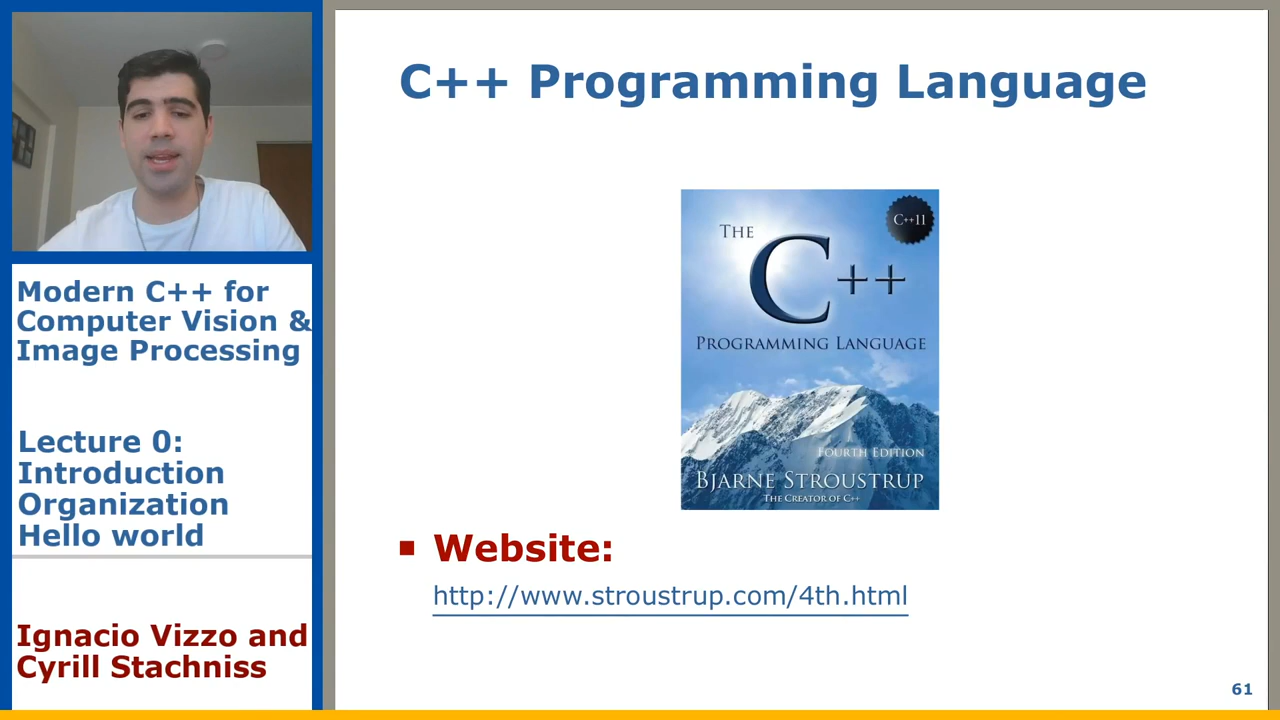 Modern C++ for
Computer Vision &
Image Processing
Lecture 0:
Introduction
Organization
Hello world
Ignacio Vizzo and
Cyrill Stachniss
C++ Programming Language
C++11
THE
C++
PROGRAMMING LANGUAGE
FOURTH EDITION
BJARNE STROUSTRUP
THE CREATOR OF C++
Website:
http://www.stroustrup.com/4th.html
61